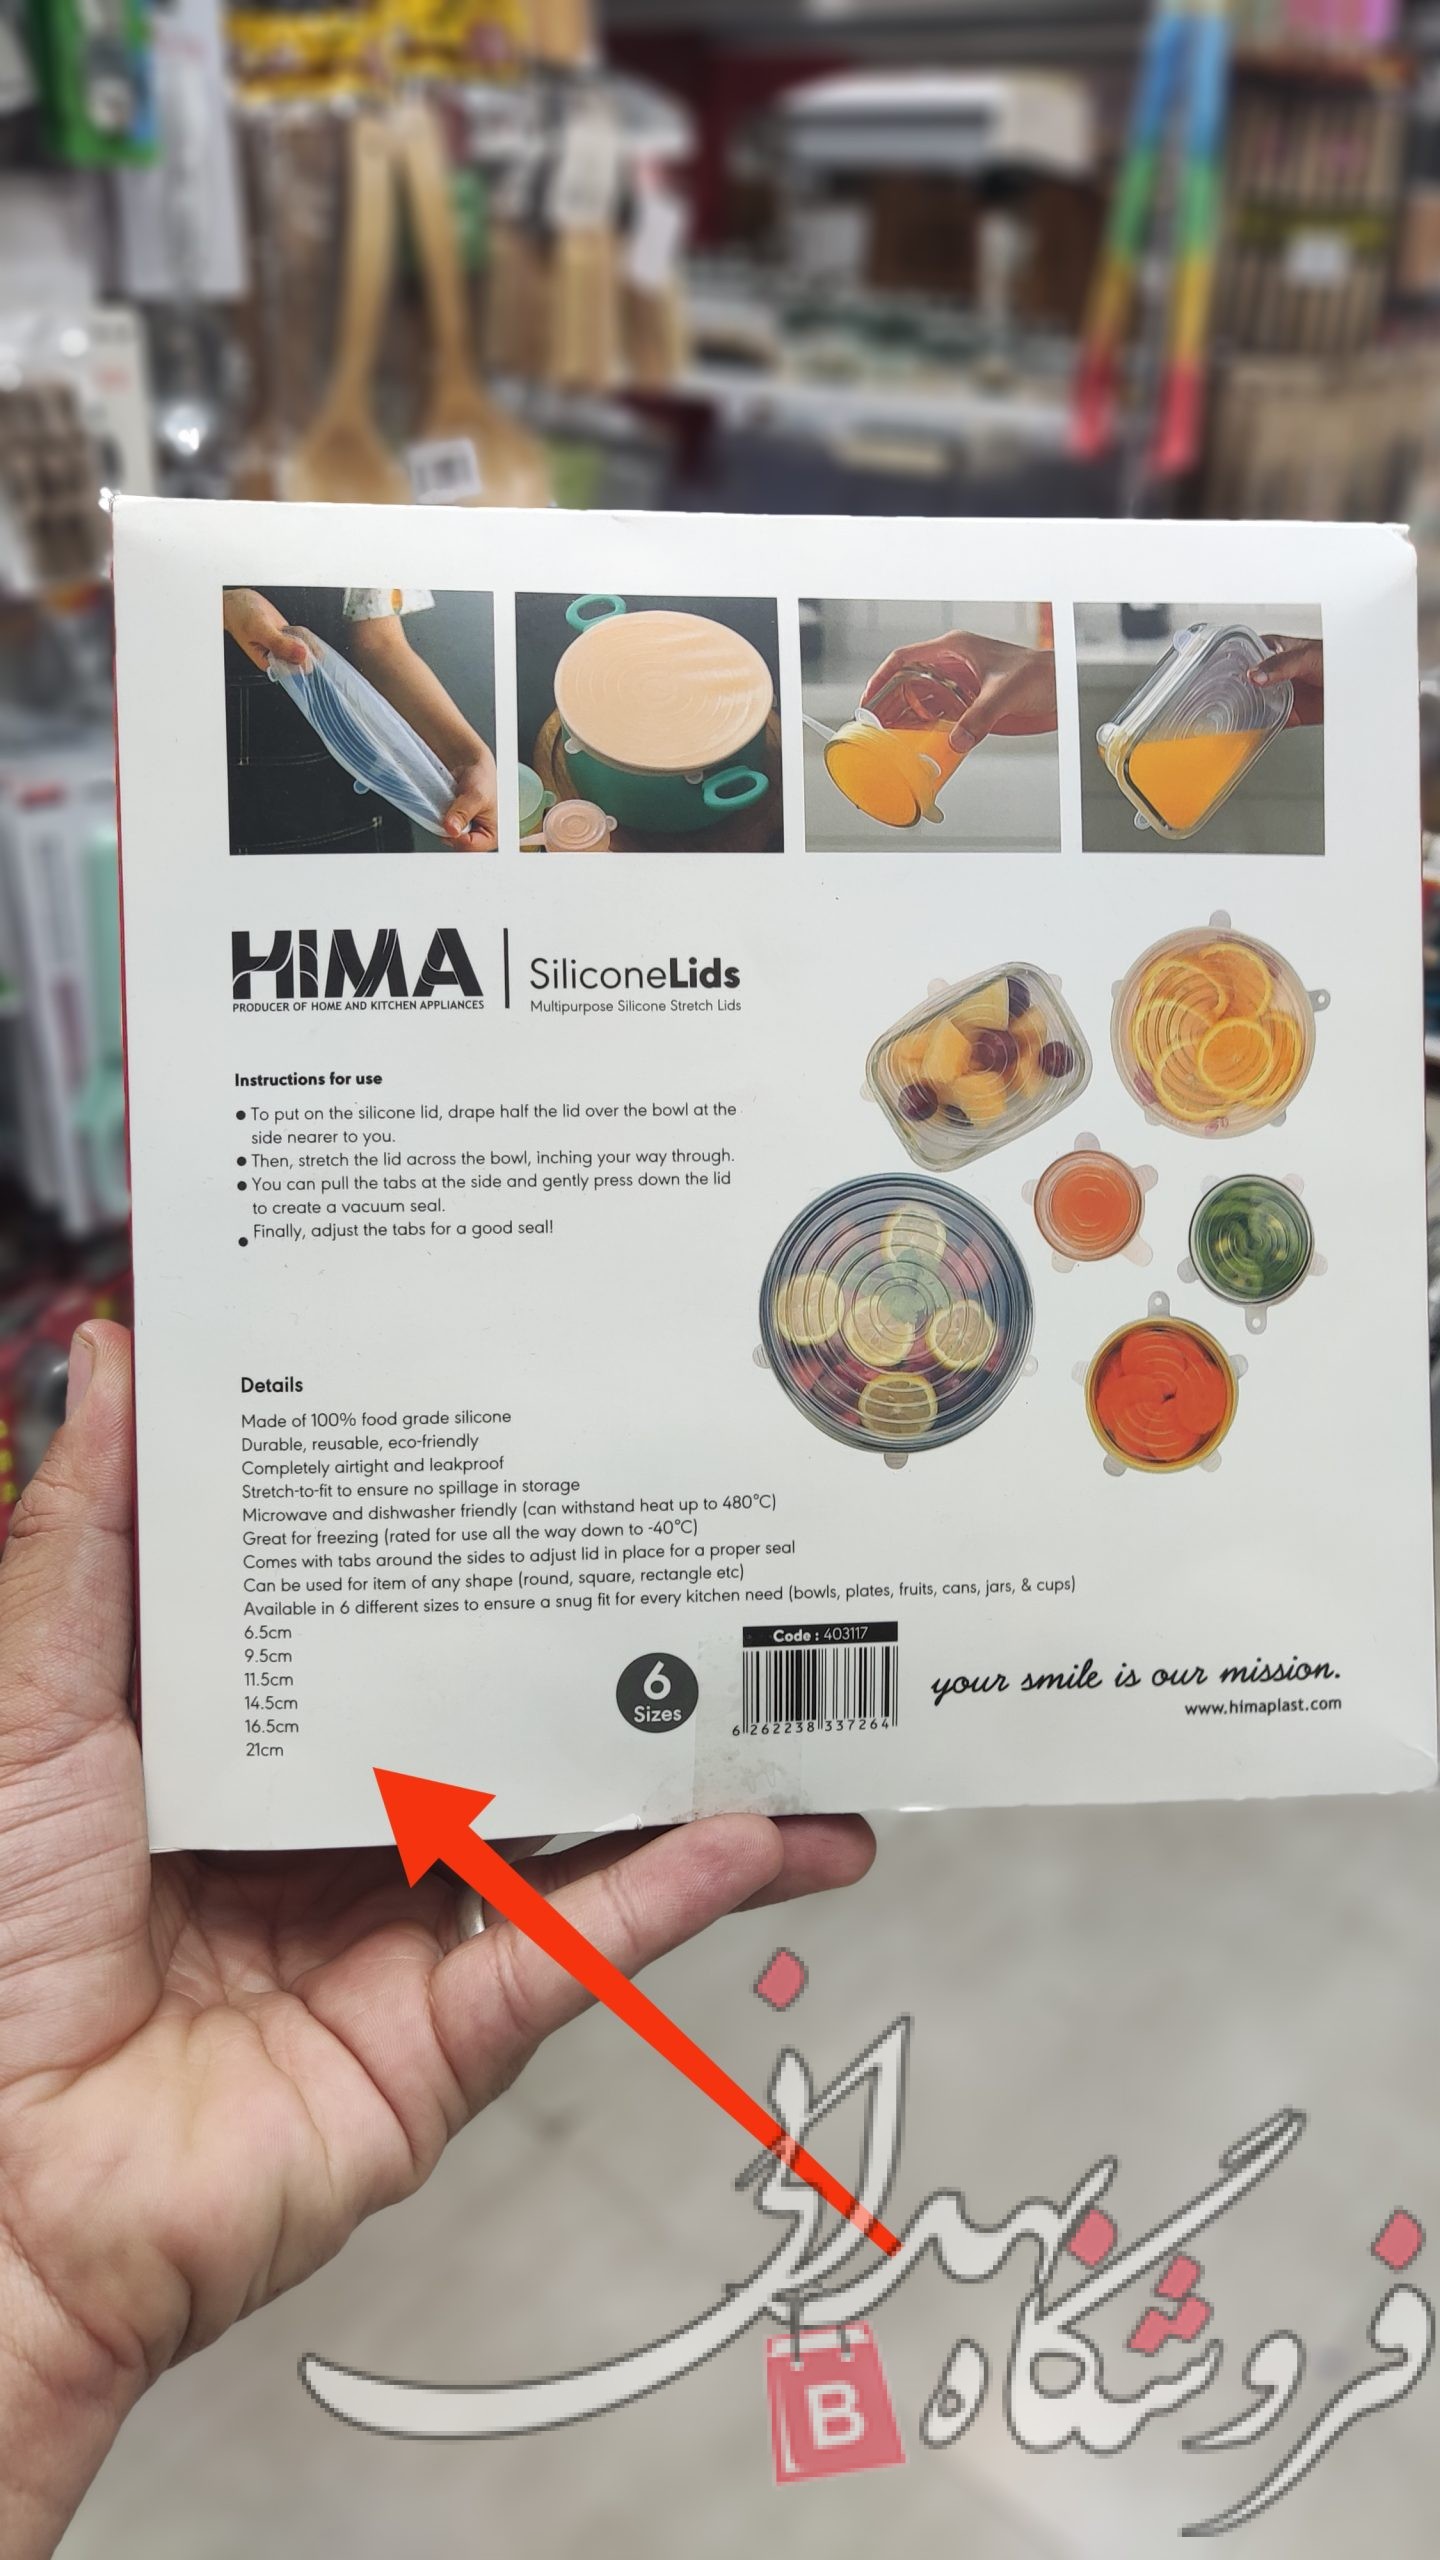 HIMA
PRODUCER OF HOME AND KITCHEN APPLIANCES
SiliconeLids
Multipurpose Silicone Stretch Lids
Instructions for use
● To put on the silicone lid, drape half the lid over the bowl at the
side nearer to you.
● Then, stretch the lid across the bowl, inching your way through.
● You can pull the tabs at the side and gently press down the lid
to create a vacuum seal.
● Finally, adjust the tabs for a good seal!
Details
Made of 100% food grade silicone
Durable, reusable, eco-friendly
Completely airtight and leakproof
Stretch-to-fit to ensure no spillage in storage
Microwave and dishwasher friendly (can withstand heat up to 480°C)
Great for freezing (rated for use all the way down to -40°C)
Comes with tabs around the sides to adjust lid in place for a proper seal
Can be used for item of any shape (round, square, rectangle etc)
Available in 6 different sizes to ensure a snug fit for every kitchen need (bowls, plates, fruits, cans, jars, & cups)
6.5cm
9.5cm
11.5cm
14.5cm
16.5cm
21cm
6
Sizes
Code : 403117
6 262238 337264
your smile is our mission.
www.himaplast.com
فروشگاه
B